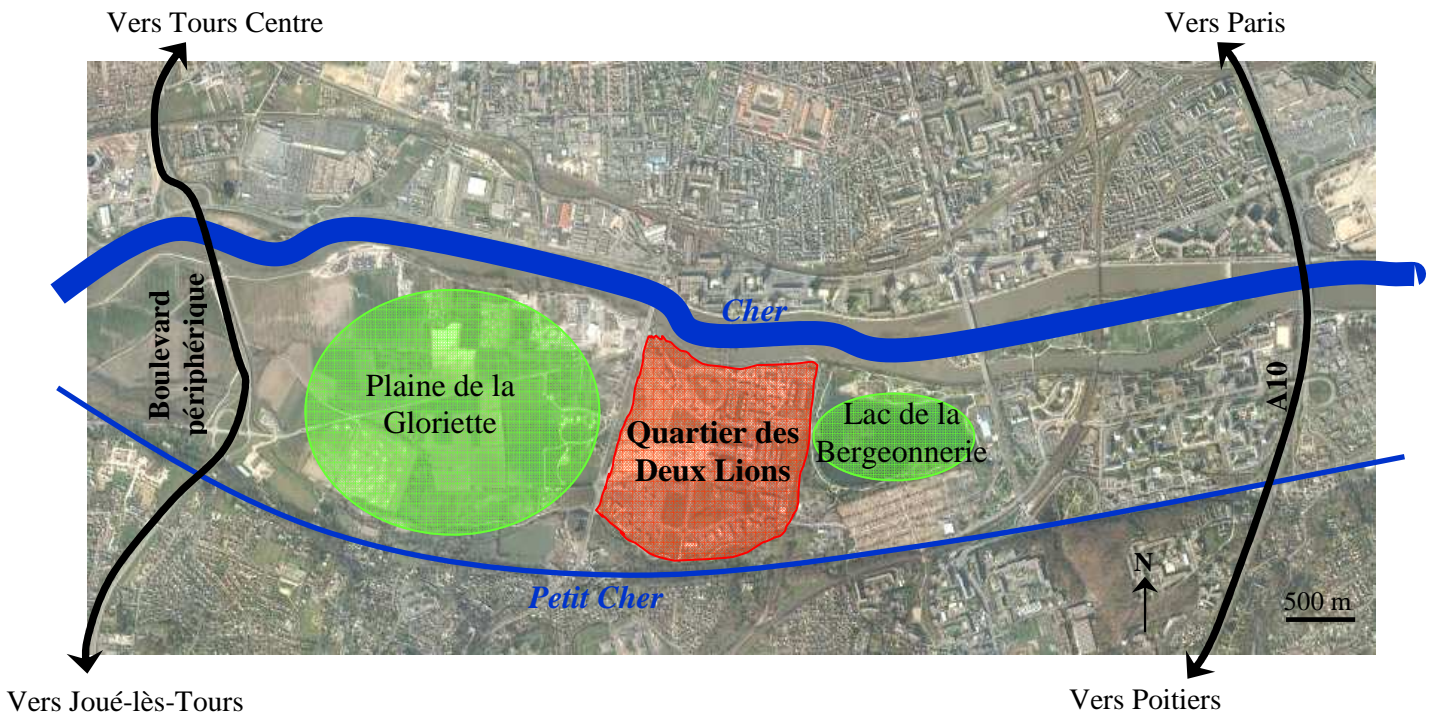 Vers Tours Centre
Vers Paris
Cher
Boulevard
périphérique
Plaine de la
Gloriette
Quartier des
Deux Lions
Lac de la
Bergeonnerie
A10
Petit Cher
N
500 m
Vers Joué-lès-Tours
Vers Poitiers